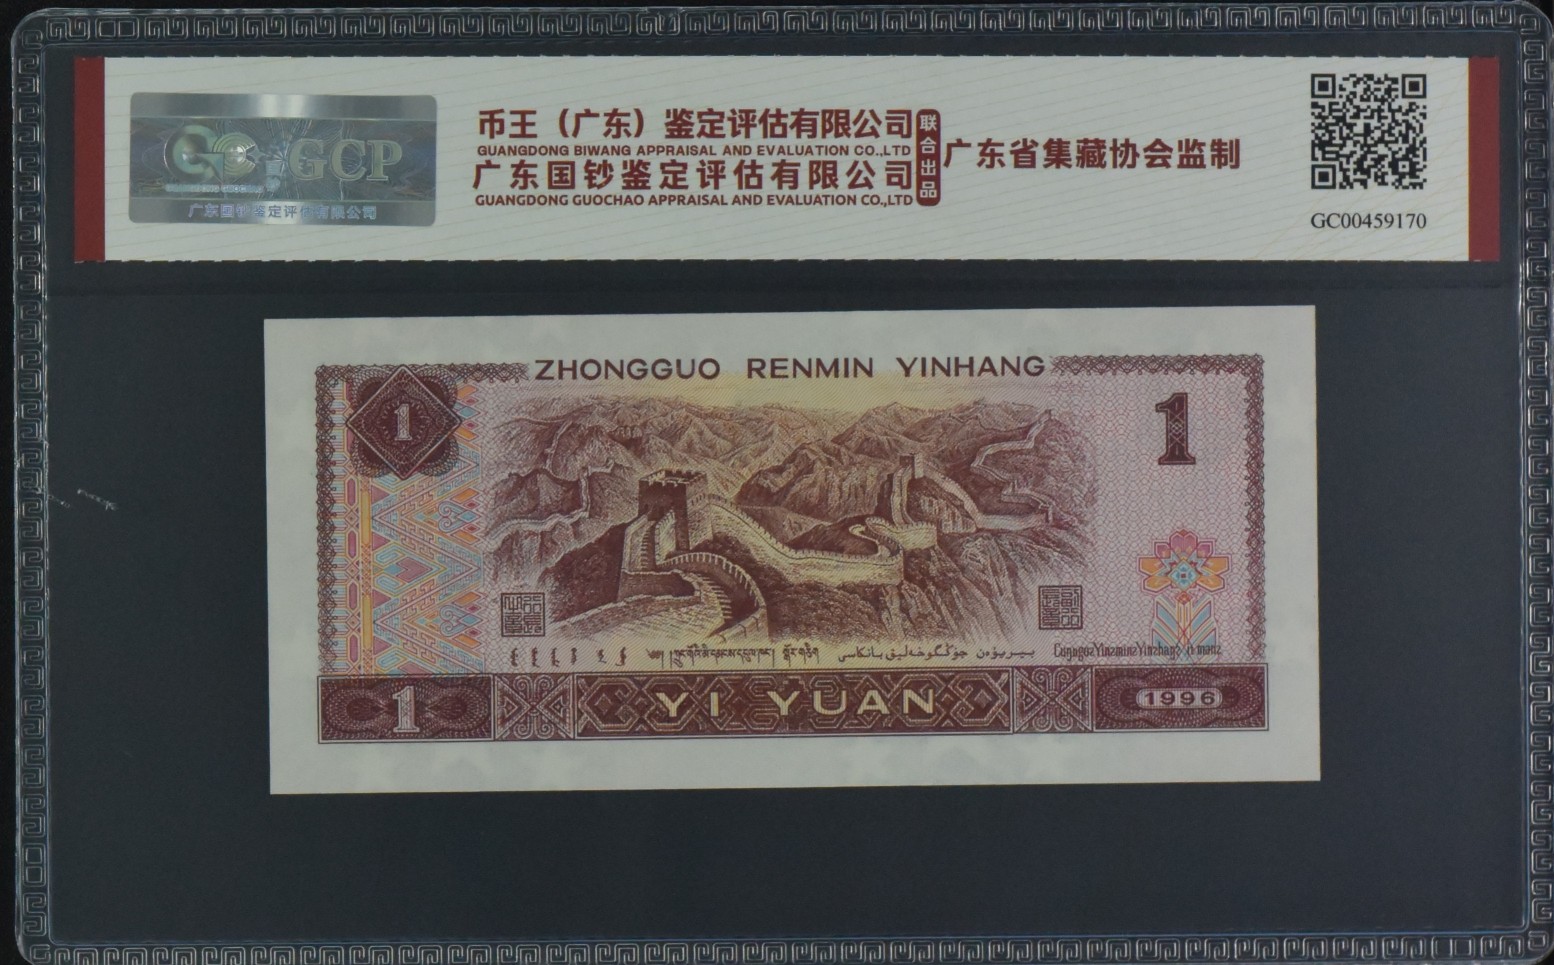 GCP
广东国钞鉴定评估有限公司
币王（广东）鉴定评估有限公司
GUANGDONG BIWANG APPRAISAL AND EVALUATION CO.,LTD
广东国钞鉴定评估有限公司
GUANGDONG GUOCHAO APPRAISAL AND EVALUATION CO.,LTD
联合出品
广东省集藏协会监制
GC00459170
ZHONGGUO RENMIN YINHANG
1
1
1
YI YUAN
1996